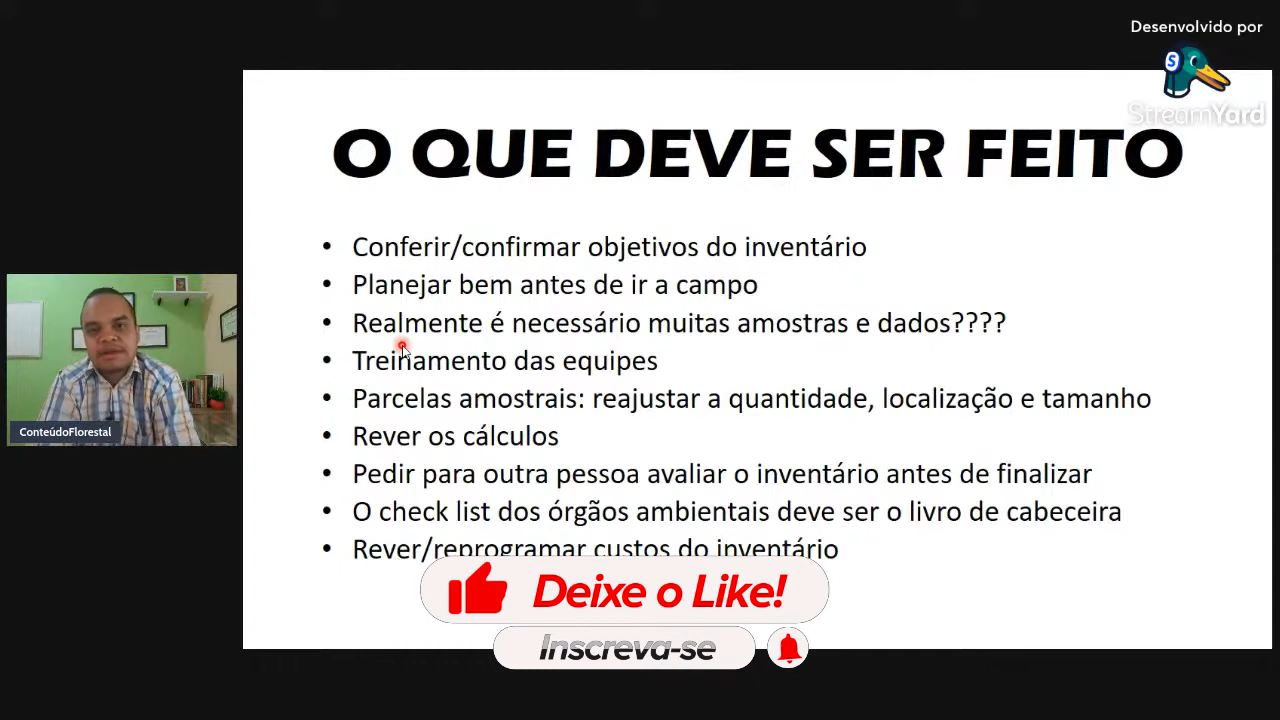 Desenvolvido por
StreamYard
O QUE DEVE SER FEITO
• Conferir/confirmar objetivos do inventário
• Planejar bem antes de ir a campo
• Realmente é necessário muitas amostras e dados????
• Treinamento das equipes
• Parcelas amostrais: reajustar a quantidade, localização e tamanho
• Rever os cálculos
• Pedir para outra pessoa avaliar o inventário antes de finalizar
• O check list dos órgãos ambientais deve ser o livro de cabeceira
• Rever/reprogramar custos do inventário
ConteúdoFlorestal
Deixe o Like!
Inscreva-se